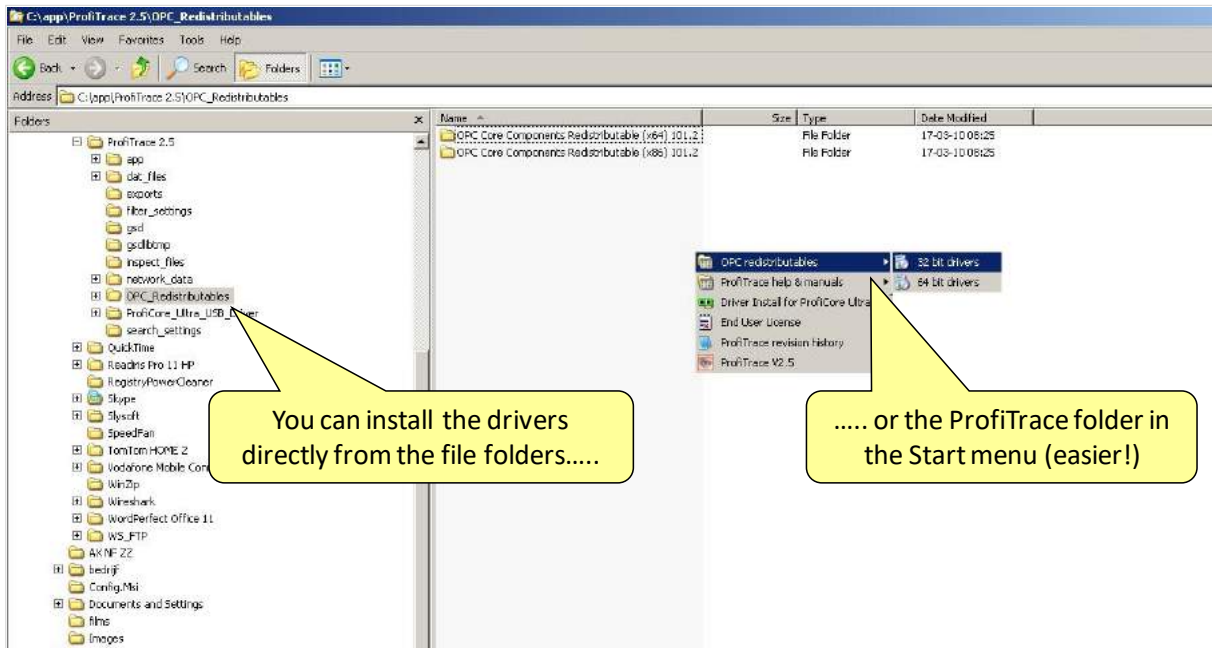 C:\app\ProfiTrace 2.5\OPC_Redistributables
File Edit View Favorites Tools Help
Back Search Folders
Address C:\app\ProfiTrace 2.5\OPC_Redistributables
Folders
Name Size Type Date Modified
OPC Core Components Redistributable (x64) 101.2 File Folder 17-03-10 08:25
OPC Core Components Redistributable (x86) 101.2 File Folder 17-03-10 08:25
ProfiTrace 2.5
app
dat_files
exports
filter_settings
gsd
gsdlbtmp
inspect_files
network_data
OPC_Redistributables
ProfiCore_Ultra_USB_Driver
search_settings
QuickTime
Readiris Pro 11 HP
RegistryPowerCleaner
Skype
Slysoft
SpeedFan
TomTom HOME 2
Vodafone Mobile Con
WinZip
Wireshark
WordPerfect Office 11
WS_FTP
AKNF ZZ
bedrijf
Config.Msi
Documents and Settings
films
Images
OPC redistributables
32 bit drivers
ProfiTrace help & manuals
64 bit drivers
Driver Install for ProfiCore Ultra
End User License
ProfiTrace revision history
ProfiTrace V2.5
You can install the drivers
directly from the file folders…..
….. or the ProfiTrace folder in
the Start menu (easier!)